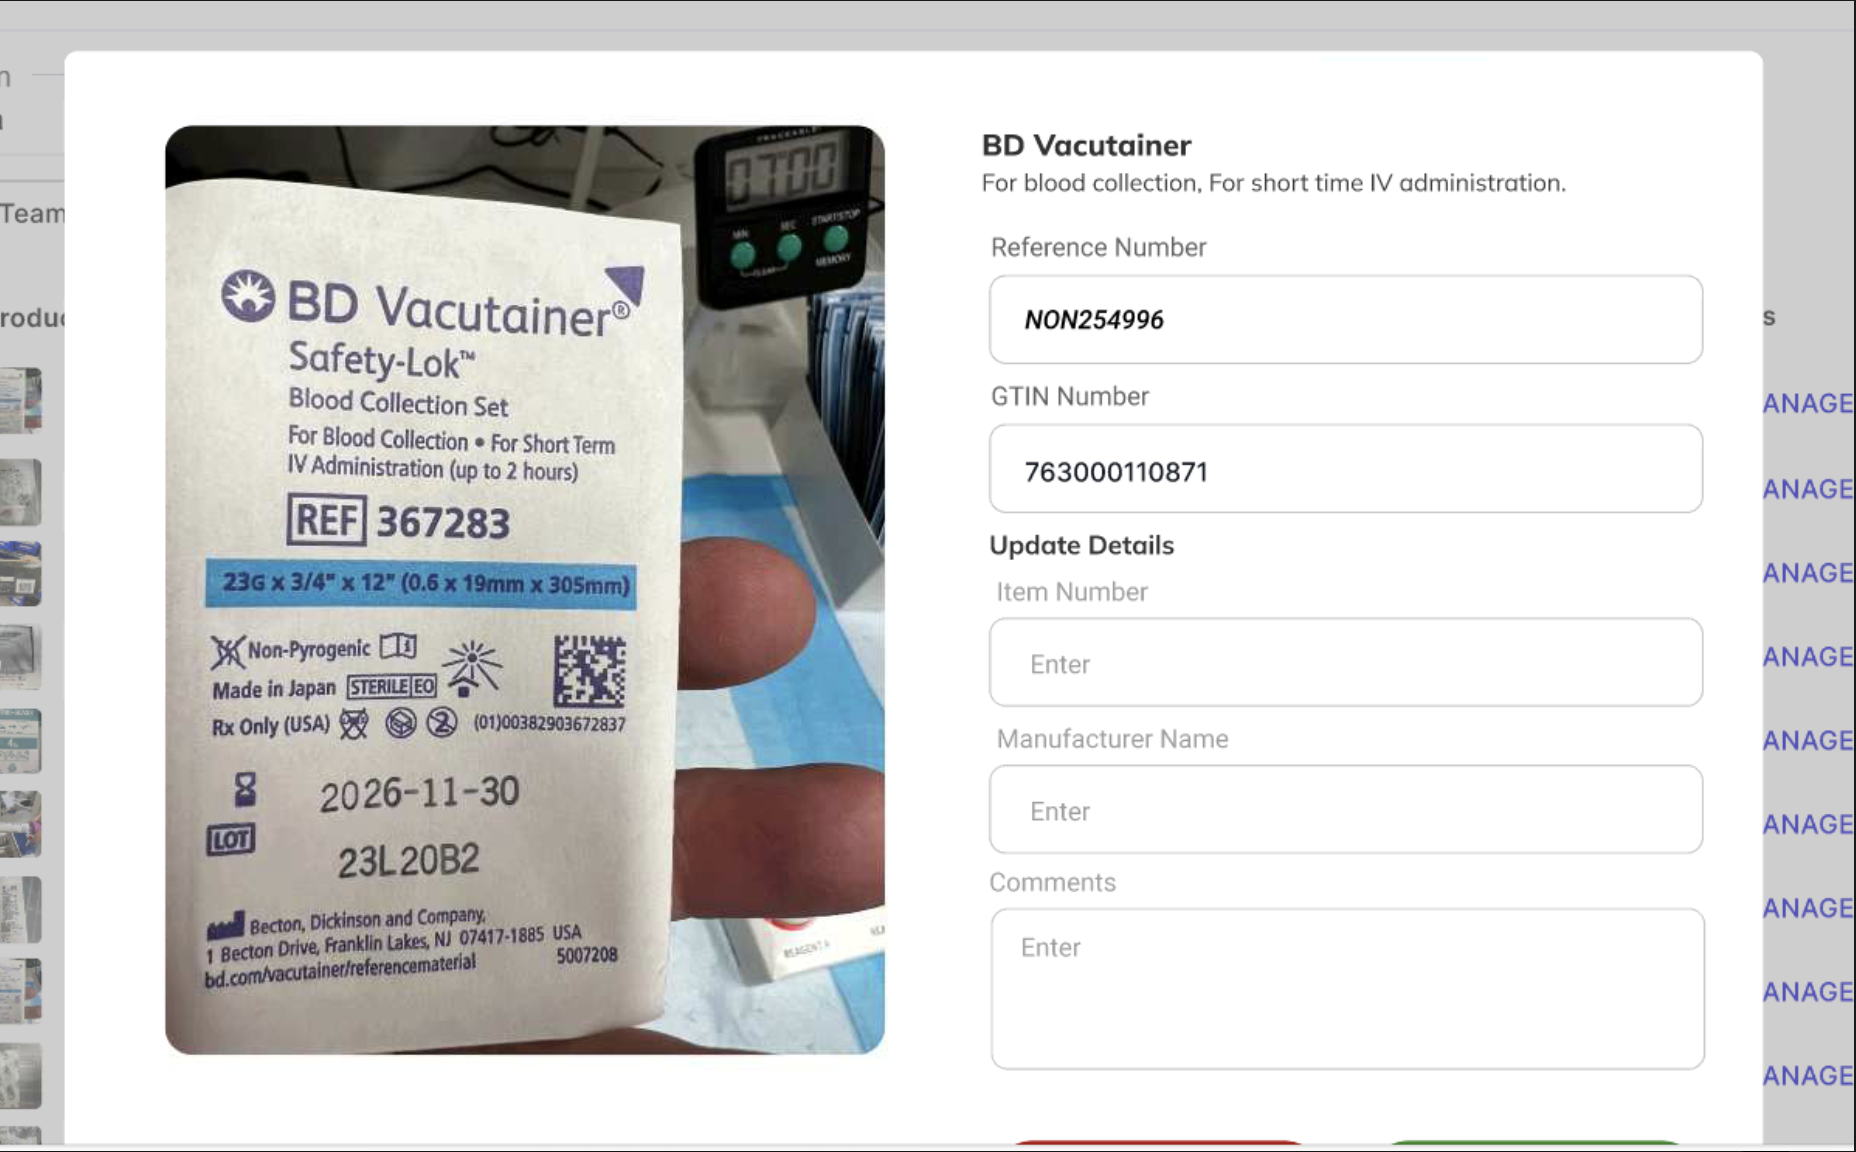 Team
BD Vacutainer®
Safety-Lok™
Blood Collection Set
For Blood Collection • For Short Term
IV Administration (up to 2 hours)
REF 367283
23G x 3/4" x 12" (0.6 x 19mm x 305mm)
Non-Pyrogenic
Made in Japan STERILE EO
Rx Only (USA) 2 (01)00382903672837
2026-11-30
LOT
23L20B2
Becton, Dickinson and Company,
1 Becton Drive, Franklin Lakes, NJ 07417-1885 USA
bd.com/vacutainer/referencematerial 5007208
TRACEABLE
07:00
MIN SEC START/STOP
CLEAR MEMORY
REAGENT A
BD Vacutainer
For blood collection, For short time IV administration.
Reference Number
NON254996
GTIN Number
763000110871
Update Details
Item Number
Enter
Manufacturer Name
Enter
Comments
Enter
roduc
s
ANAGE
ANAGE
ANAGE
ANAGE
ANAGE
ANAGE
ANAGE
ANAGE
ANAGE